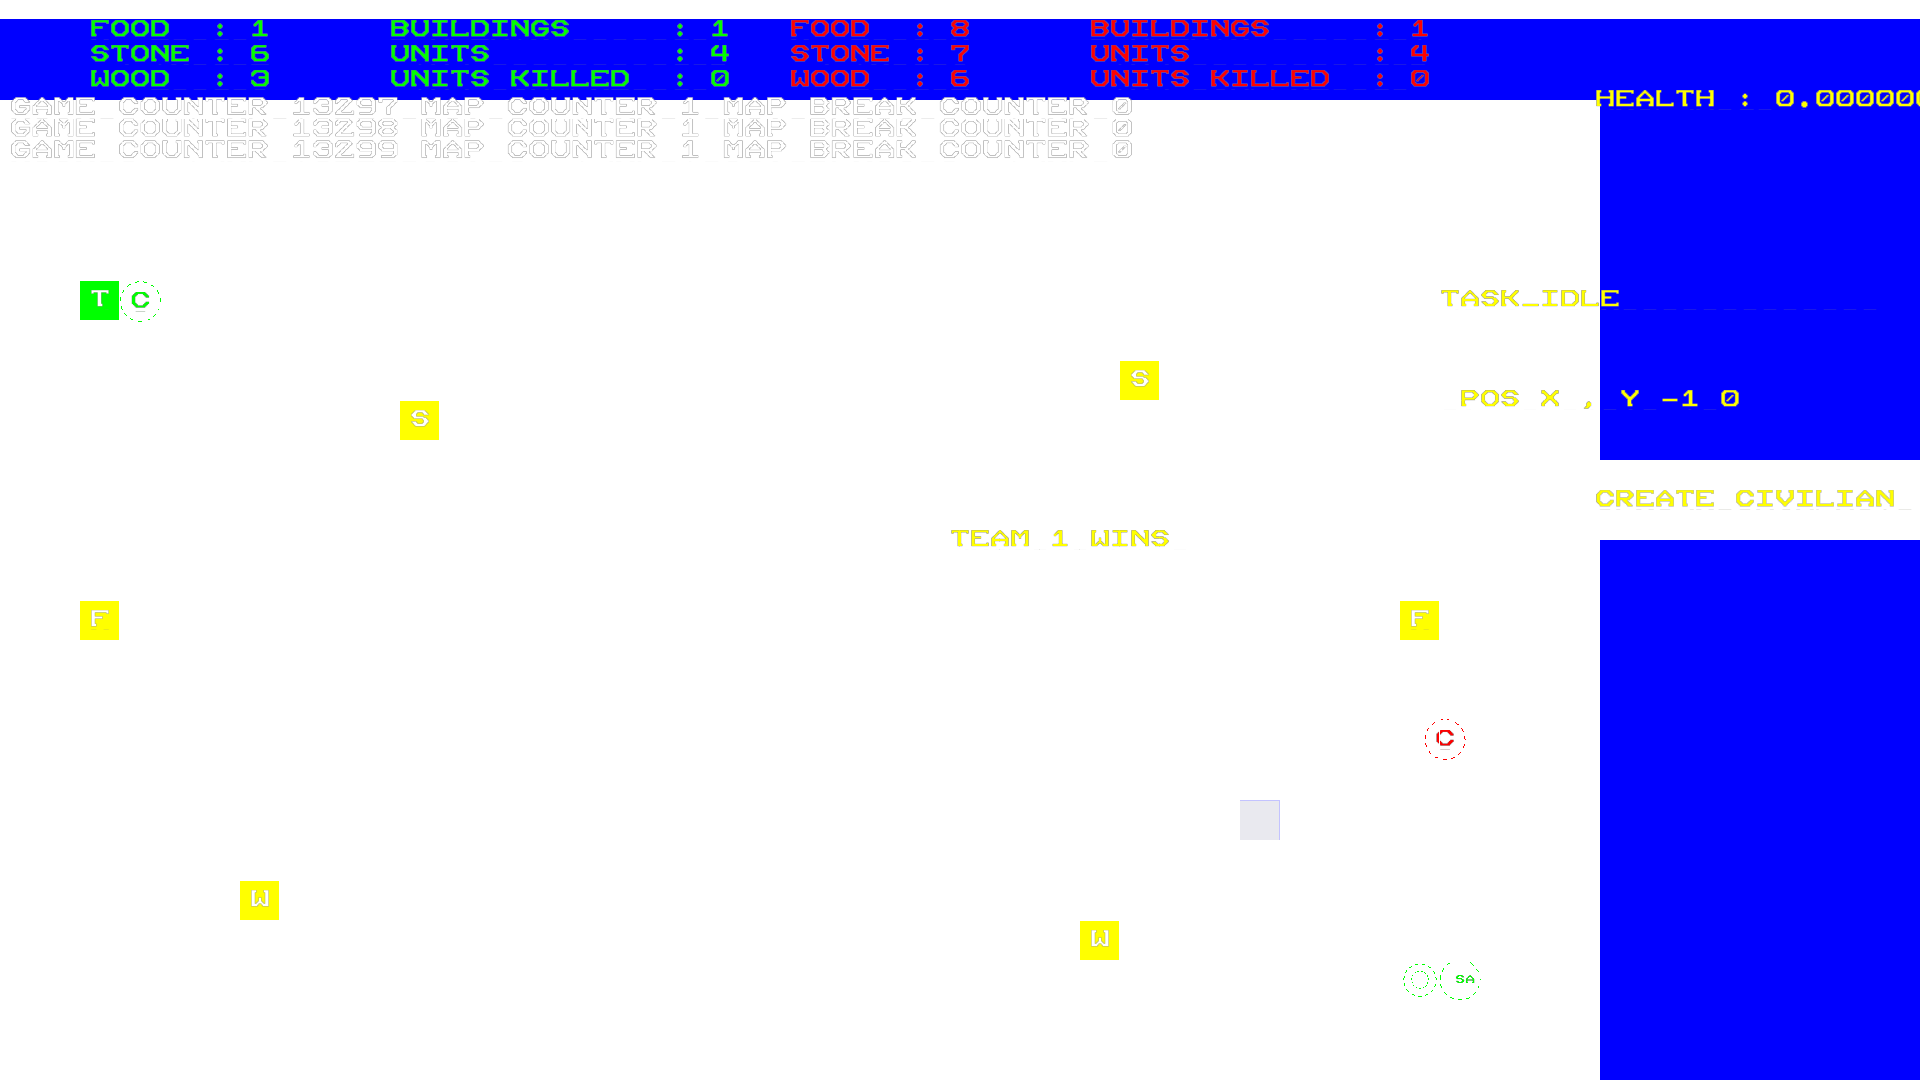 FOOD : 1 BUILDINGS : 1 FOOD : 8 BUILDINGS : 1
STONE : 6 UNITS : 4 STONE : 7 UNITS : 4
WOOD : 3 UNITS KILLED : 0 WOOD : 6 UNITS KILLED : 0
HEALTH : 0.00000
GAME COUNTER 13297 MAP COUNTER 1 MAP BREAK COUNTER 0
GAME COUNTER 13298 MAP COUNTER 1 MAP BREAK COUNTER 0
GAME COUNTER 13299 MAP COUNTER 1 MAP BREAK COUNTER 0
T C
TASK_IDLE
S
POS X , Y -1 0
S
CREATE CIVILIAN
TEAM 1 WINS
F F
C
W
W
SA